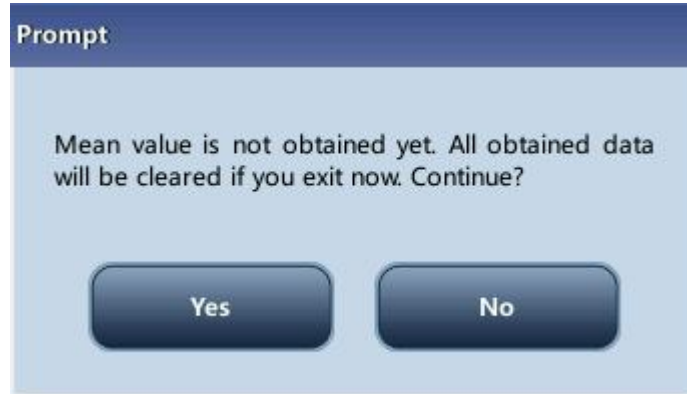 Prompt
Mean value is not obtained yet. All obtained data
will be cleared if you exit now. Continue?
Yes
No